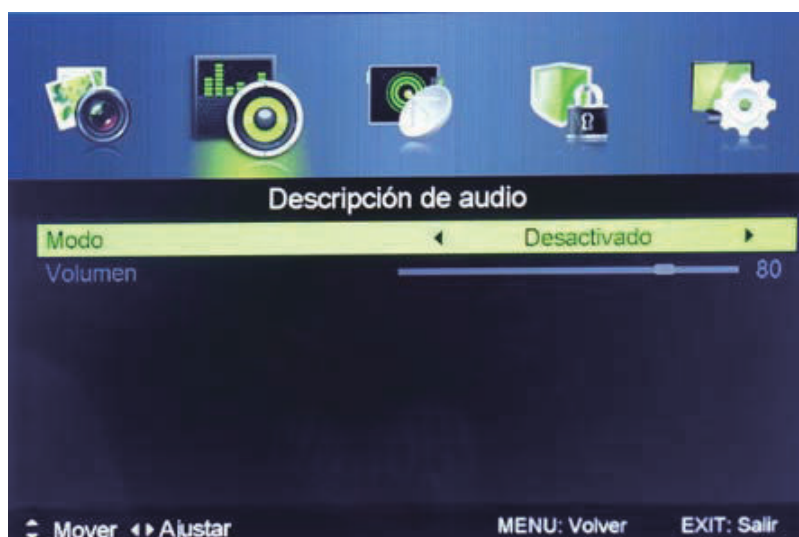 Descripción de audio
Modo Desactivado
Volumen 80
Mover Ajustar MENU: Volver EXIT: Salir